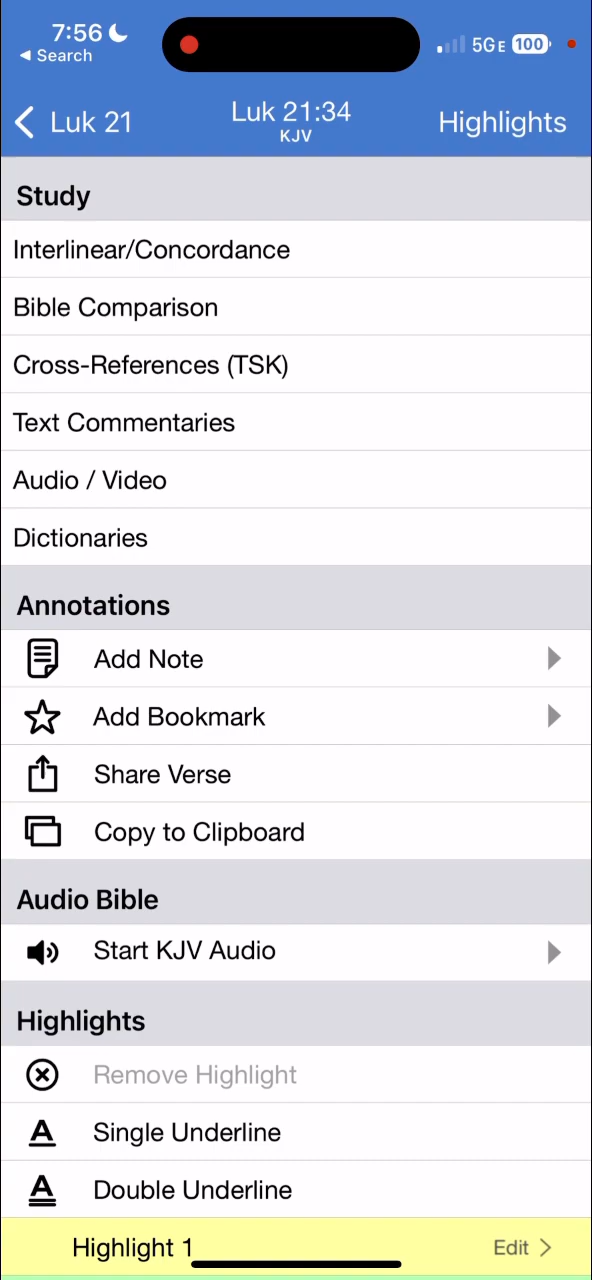 7:56
5GE 100
◀ Search
Luk 21
Luk 21:34
KJV
Highlights
Study
Interlinear/Concordance
Bible Comparison
Cross-References (TSK)
Text Commentaries
Audio / Video
Dictionaries
Annotations
Add Note
Add Bookmark
Share Verse
Copy to Clipboard
Audio Bible
Start KJV Audio
Highlights
Remove Highlight
A Single Underline
A Double Underline
Highlight 1 Edit